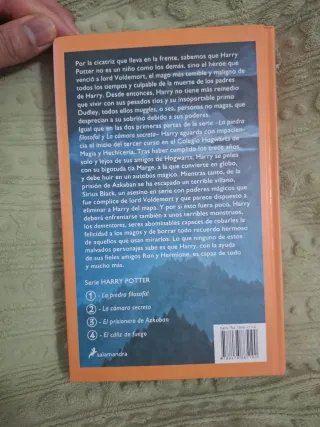 Por la cicatriz que lleva en la frente, sabemos que Harry
Potter no es un niño como los demás, sino el héroe que
venció a lord Voldemort, el mago más temible y maligno de
todos los tiempos y culpable de la muerte de los padres
de Harry. Desde entonces, Harry no tiene más remedio
que vivir con sus pesados tíos y su insoportable primo
Dudley, todos ellos muggles, o sea, personas no magas, que
desprecian a su sobrino debido a sus poderes.
Igual que en las dos primeras partes de la serie —La piedra
filosofal y La cámara secreta— Harry aguarda con impacien-
cia el inicio del tercer curso en el Colegio Hogwarts de
Magia y Hechicería. Tras haber cumplido los trece años,
solo y lejos de sus amigos de Hogwarts, Harry se pelea
con su bigotuda tía Marge, a la que convierte en globo,
y debe huir en un autobús mágico. Mientras tanto, de la
prisión de Azkaban se ha escapado un terrible villano,
Sirius Black, un asesino en serie con poderes mágicos que
fue cómplice de lord Voldemort y que parece dispuesto a
eliminar a Harry del mapa. Y por si esto fuera poco, Harry
deberá enfrentarse también a unos terribles monstruos,
los dementores, seres abominables capaces de robarles la
felicidad a los magos y de borrar todo recuerdo hermoso
de aquellos que osan mirarlos. Lo que ninguno de estos
malvados personajes sabe es que Harry, con la ayuda
de sus fieles amigos Ron y Hermione, es capaz de todo
y mucho más.
Serie HARRY POTTER
1 - La piedra filosofal
2 - La cámara secreta
3 - El prisionero de Azkaban
4 - El cáliz de fuego
salamandra